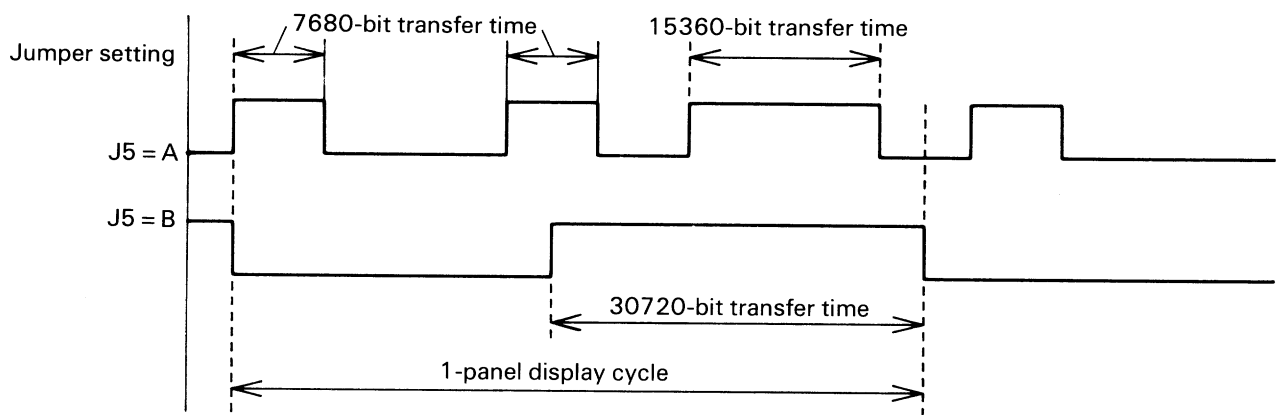 7680-bit transfer time
15360-bit transfer time
Jumper setting
J5 = A
J5 = B
30720-bit transfer time
1-panel display cycle